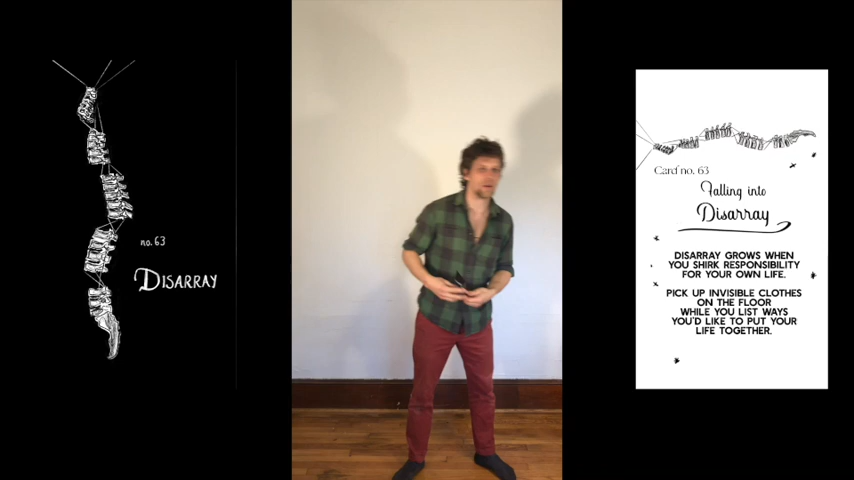 no. 63
DISARRAY
Card no. 63
Falling into
Disarray
DISARRAY GROWS WHEN
YOU SHIRK RESPONSIBILITY
FOR YOUR OWN LIFE.
PICK UP INVISIBLE CLOTHES
ON THE FLOOR
WHILE YOU LIST WAYS
YOU'D LIKE TO PUT YOUR
LIFE TOGETHER.